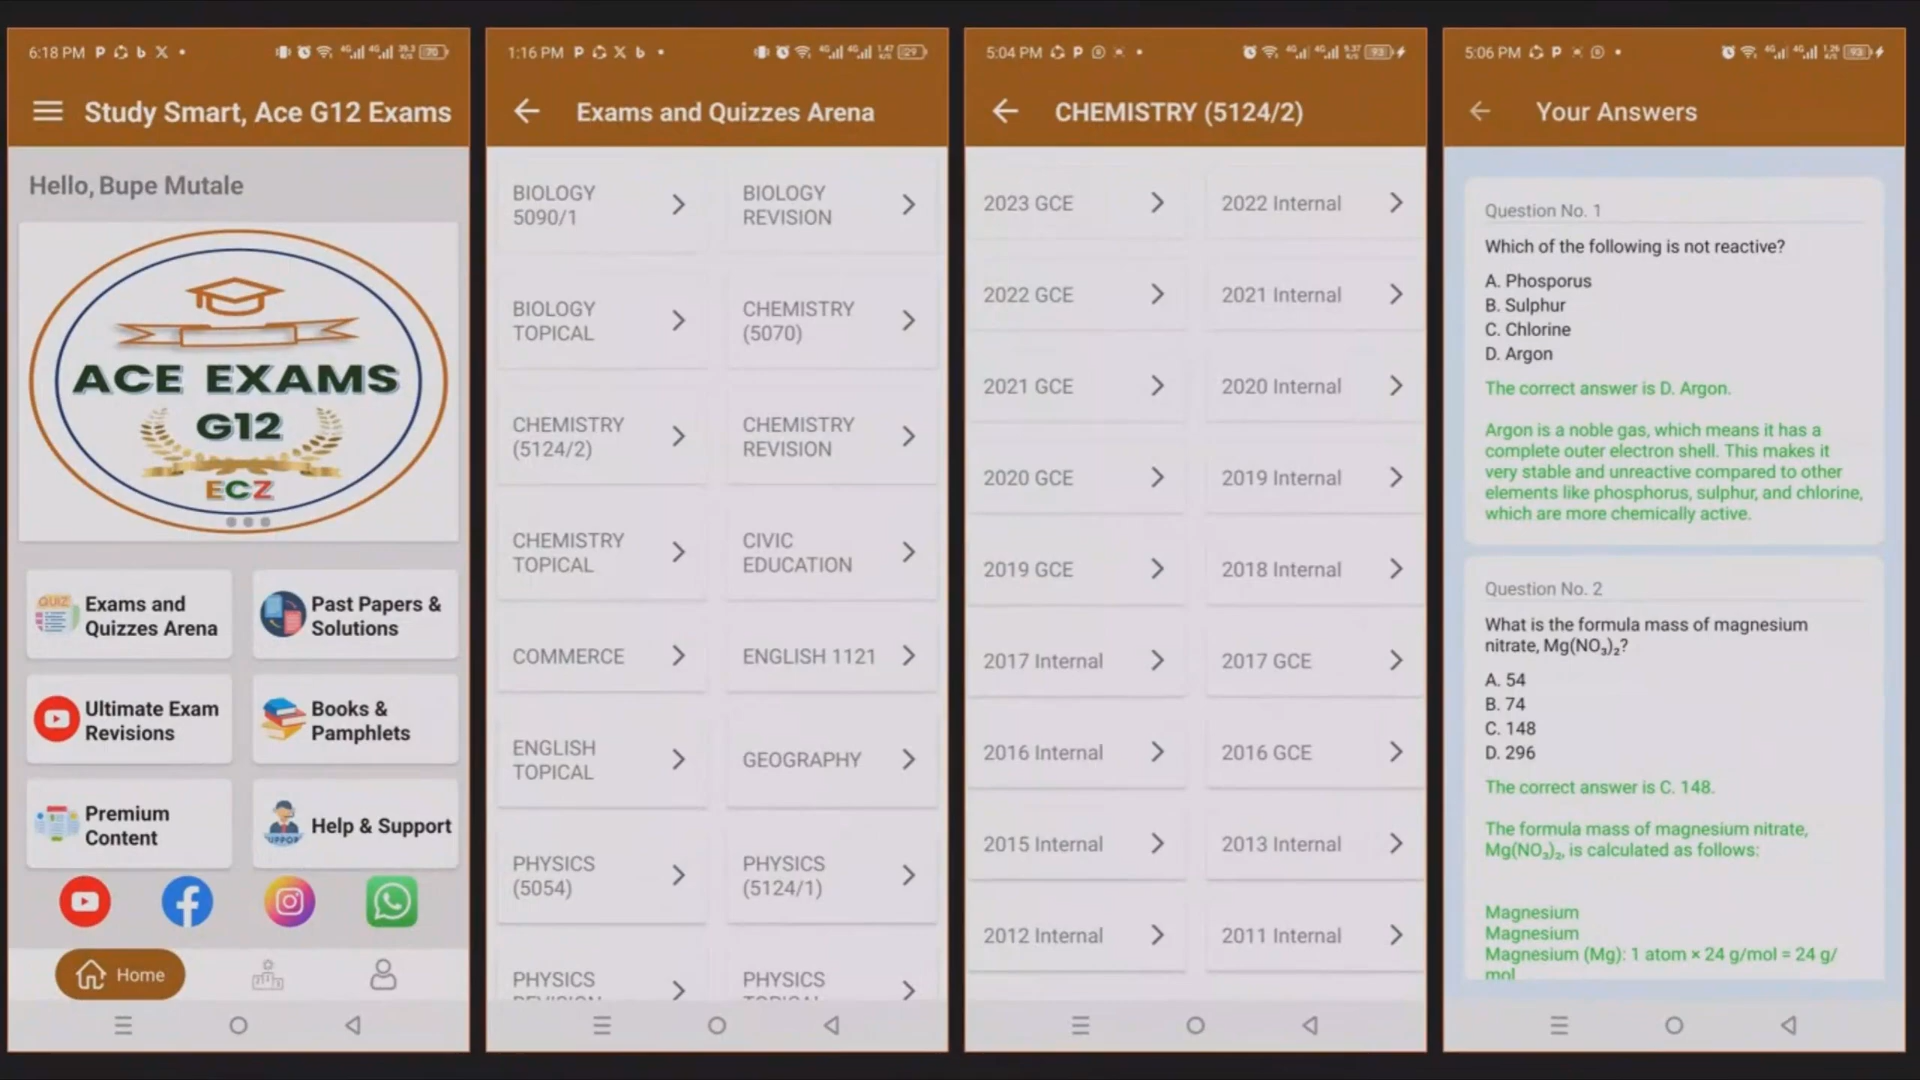 6:18 PM
Study Smart, Ace G12 Exams
Hello, Bupe Mutale
ACE EXAMS
G12
ECZ
QUIZ
Exams and
Quizzes Arena
Past Papers &
Solutions
Ultimate Exam
Revisions
Books &
Pamphlets
Premium
Content
Help & Support
Home
1:16 PM
Exams and Quizzes Arena
BIOLOGY
5090/1
BIOLOGY
REVISION
BIOLOGY
TOPICAL
CHEMISTRY
(5070)
CHEMISTRY
(5124/2)
CHEMISTRY
REVISION
CHEMISTRY
TOPICAL
CIVIC
EDUCATION
COMMERCE
ENGLISH 1121
ENGLISH
TOPICAL
GEOGRAPHY
PHYSICS
(5054)
PHYSICS
(5124/1)
PHYSICS
PHYSICS
5:04 PM
CHEMISTRY (5124/2)
2023 GCE
2022 Internal
2022 GCE
2021 Internal
2021 GCE
2020 Internal
2020 GCE
2019 Internal
2019 GCE
2018 Internal
2017 Internal
2017 GCE
2016 Internal
2016 GCE
2015 Internal
2013 Internal
2012 Internal
2011 Internal
5:06 PM
Your Answers
Question No. 1
Which of the following is not reactive?
A. Phosporus
B. Sulphur
C. Chlorine
D. Argon
The correct answer is D. Argon.
Argon is a noble gas, which means it has a
complete outer electron shell. This makes it
very stable and unreactive compared to other
elements like phosphorus, sulphur, and chlorine,
which are more chemically active.
Question No. 2
What is the formula mass of magnesium
nitrate, Mg(NO₃)₂?
A. 54
B. 74
C. 148
D. 296
The correct answer is C. 148.
The formula mass of magnesium nitrate,
Mg(NO₃)₂, is calculated as follows:
Magnesium
Magnesium
Magnesium (Mg): 1 atom × 24 g/mol = 24 g/
mol